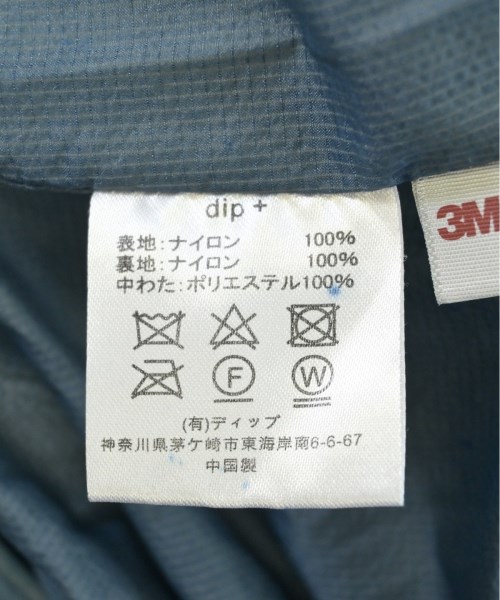 dip +
表地:ナイロン 100%
裏地:ナイロン 100%
中わた:ポリエステル100%
F W
(有)ディップ
神奈川県茅ケ崎市東海岸南6-6-67
中国製
3M